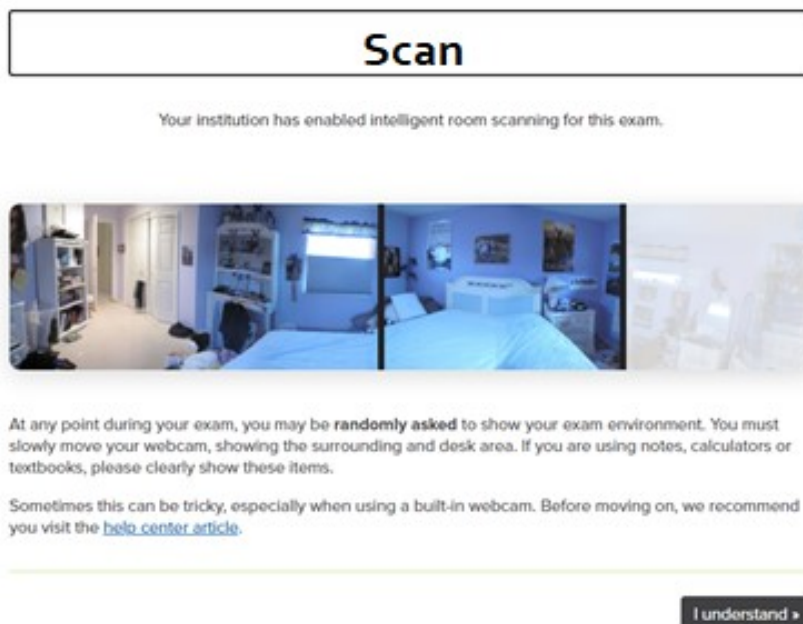 Scan
Your institution has enabled intelligent room scanning for this exam.
At any point during your exam, you may be randomly asked to show your exam environment. You must
slowly move your webcam, showing the surrounding and desk area. If you are using notes, calculators or
textbooks, please clearly show these items.
Sometimes this can be tricky, especially when using a built-in webcam. Before moving on, we recommend
you visit the help center article.
I understand »